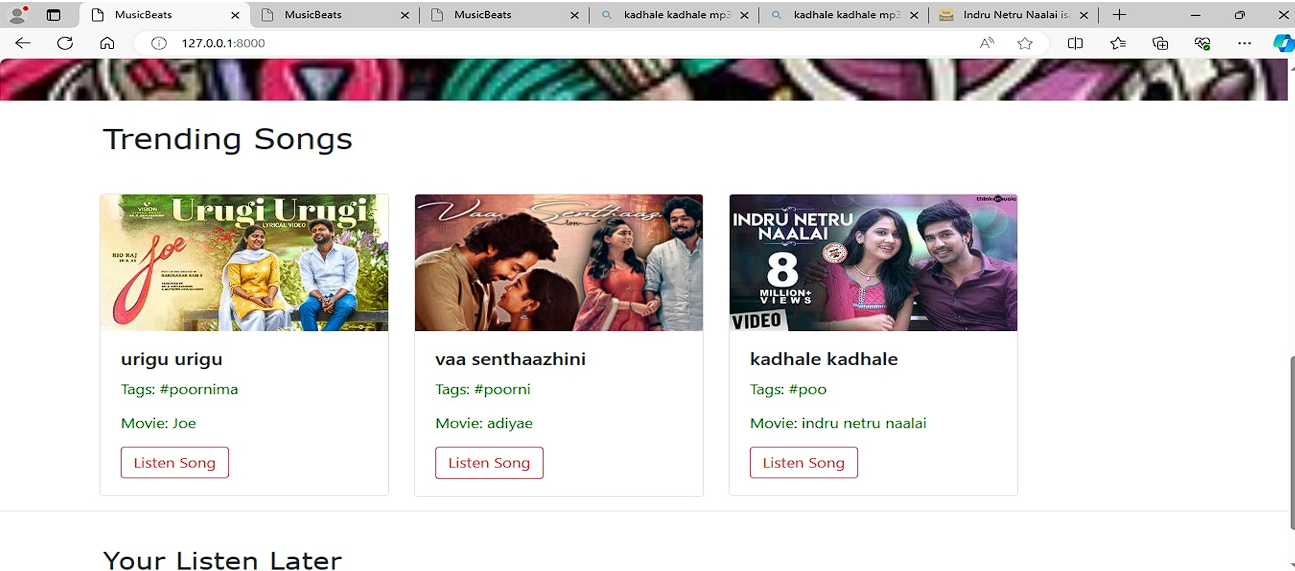 MusicBeats
MusicBeats
MusicBeats
kadhale kadhale mp3
kadhale kadhale mp3
Indru Netru Naalai is
127.0.0.1:8000
Trending Songs
VISION
Urugi Urugi
LYRICAL VIDEO
Joe
RIO RAJ
Vaa Senthaazh
INDRU NETRU
NAALAI
8
MILLION+
VIEWS
VIDEO
thinkmusic
urigu urigu
Tags: #poornima
Movie: Joe
Listen Song
vaa senthaazhini
Tags: #poorni
Movie: adiyae
Listen Song
kadhale kadhale
Tags: #poo
Movie: indru netru naalai
Listen Song
Your Listen Later